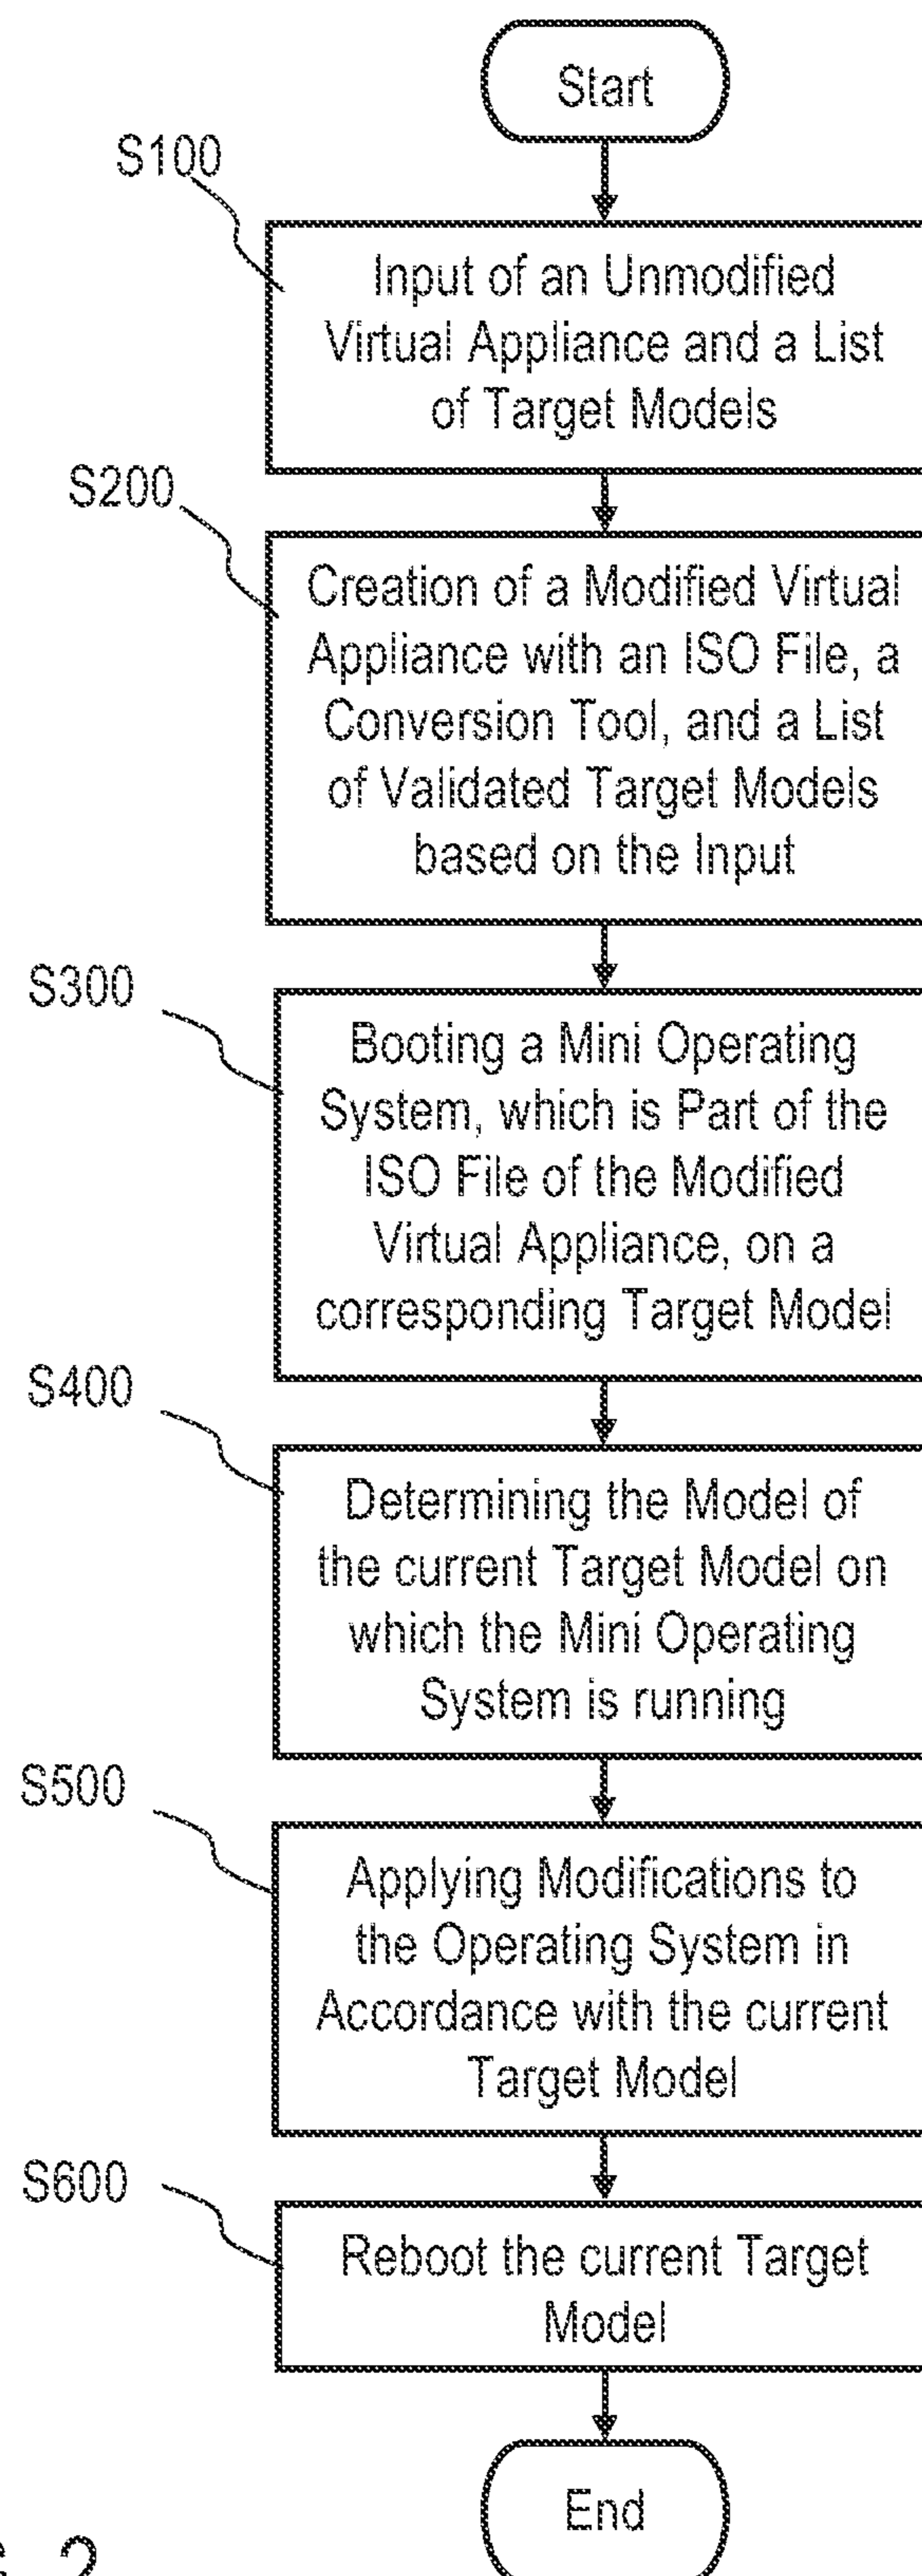 Start
S100
Input of an Unmodified
Virtual Appliance and a List
of Target Models
S200
Creation of a Modified Virtual
Appliance with an ISO File, a
Conversion Tool, and a List
of Validated Target Models
based on the Input
S300
Booting a Mini Operating
System, which is Part of the
ISO File of the Modified
Virtual Appliance, on a
corresponding Target Model
S400
Determining the Model of
the current Target Model on
which the Mini Operating
System is running
S500
Applying Modifications to
the Operating System in
Accordance with the current
Target Model
S600
Reboot the current Target
Model
End
2